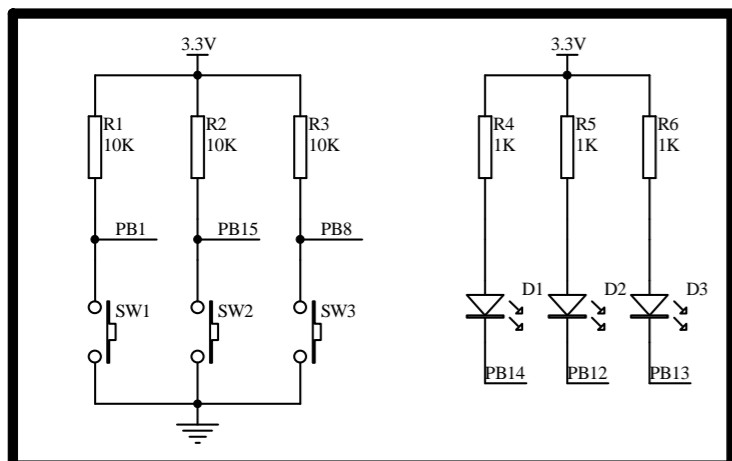 3.3V
R1
10K
R2
10K
R3
10K
PB1
PB15
PB8
SW1
SW2
SW3
3.3V
R4
1K
R5
1K
R6
1K
D1
D2
D3
PB14
PB12
PB13